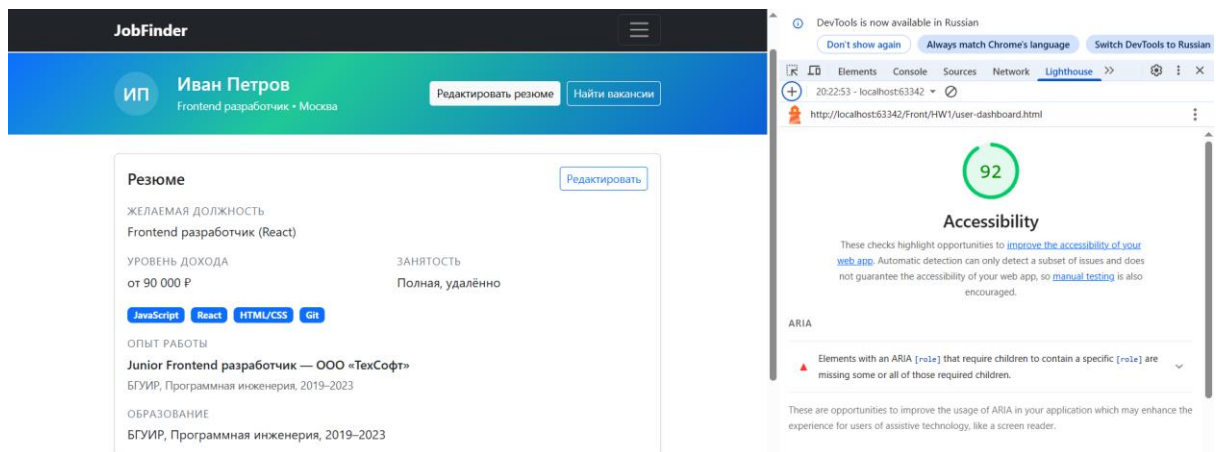 JobFinder
ИП
Иван Петров
Frontend разработчик • Москва
Редактировать резюме
Найти вакансии
Резюме
Редактировать
ЖЕЛАЕМАЯ ДОЛЖНОСТЬ
Frontend разработчик (React)
УРОВЕНЬ ДОХОДА
ЗАНЯТОСТЬ
от 90 000 ₽
Полная, удалённо
JavaScript React HTML/CSS Git
ОПЫТ РАБОТЫ
Junior Frontend разработчик — ООО «ТехСофт»
БГУИР, Программная инженерия, 2019–2023
ОБРАЗОВАНИЕ
БГУИР, Программная инженерия, 2019–2023
DevTools is now available in Russian
Don't show again Always match Chrome's language Switch DevTools to Russian
Elements Console Sources Network Lighthouse
20:22:53 - localhost:63342
http://localhost:63342/Front/HW1/user-dashboard.html
92
Accessibility
These checks highlight opportunities to improve the accessibility of your
web app. Automatic detection can only detect a subset of issues and does
not guarantee the accessibility of your web app, so manual testing is also
encouraged.
ARIA
Elements with an ARIA [role] that require children to contain a specific [role] are
missing some or all of those required children.
These are opportunities to improve the usage of ARIA in your application which may enhance the
experience for users of assistive technology, like a screen reader.